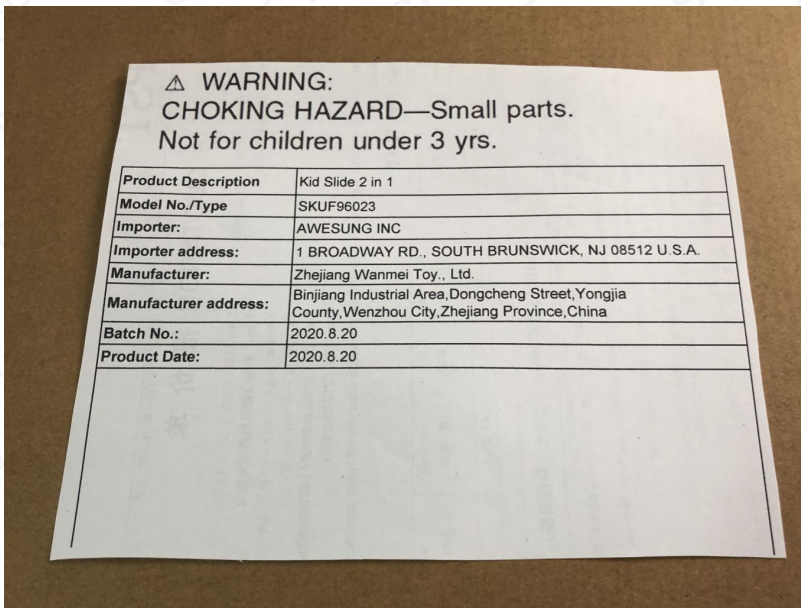 ⚠ WARNING:
CHOKING HAZARD—Small parts.
Not for children under 3 yrs.
Product Description Kid Slide 2 in 1
Model No./Type SKUF96023
Importer: AWESUNG INC
Importer address: 1 BROADWAY RD., SOUTH BRUNSWICK, NJ 08512 U.S.A.
Manufacturer: Zhejiang Wanmei Toy., Ltd.
Manufacturer address: Binjiang Industrial Area,Dongcheng Street,Yongjia
County,Wenzhou City,Zhejiang Province,China
Batch No.: 2020.8.20
Product Date: 2020.8.20